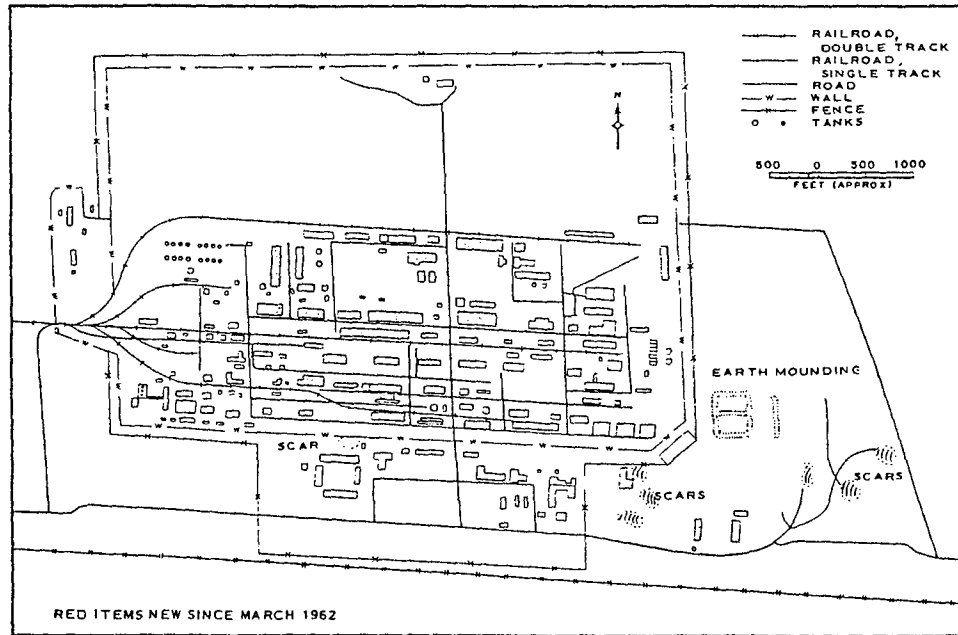 RAILROAD,
DOUBLE TRACK
RAILROAD,
SINGLE TRACK
ROAD
W WALL
FENCE
TANKS
N
500 0 500 1000
FEET (APPROX)
EARTH MOUNDING
SCAR
SCARS
SCARS
RED ITEMS NEW SINCE MARCH 1962